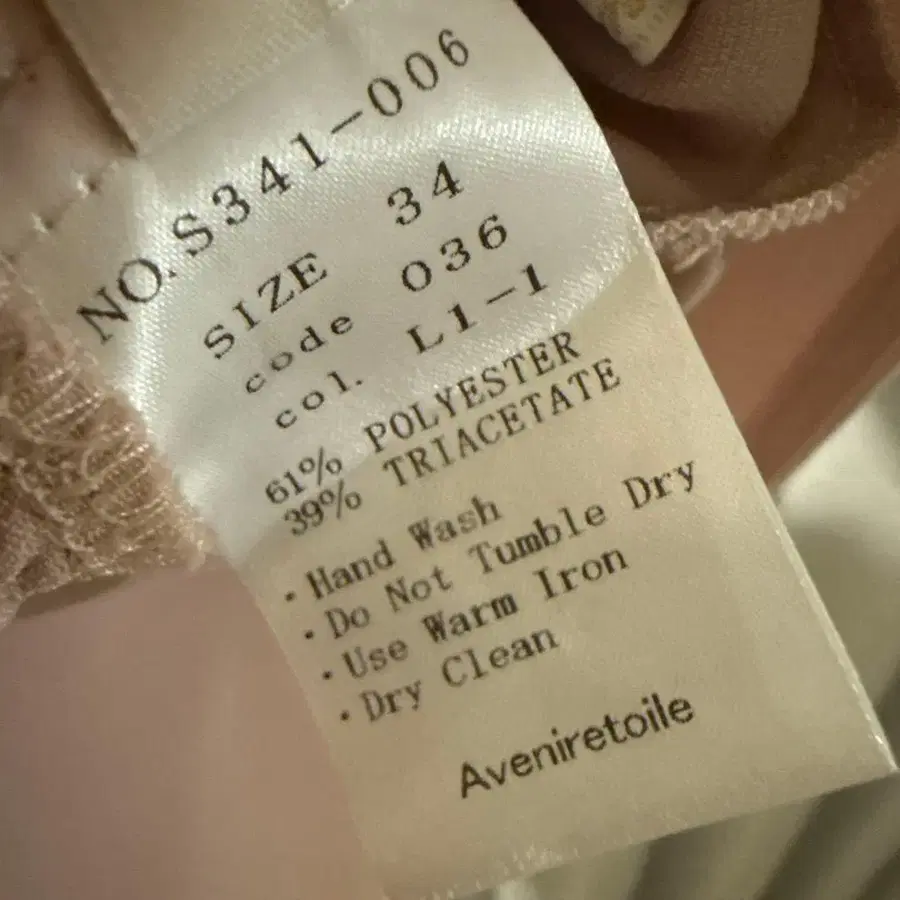 NO.S341-006
SIZE 34
code 036
col. L1-1
61% POLYESTER
39% TRIACETATE
・Hand Wash
・Do Not Tumble Dry
・Use Warm Iron
・Dry Clean
Aveniretoile